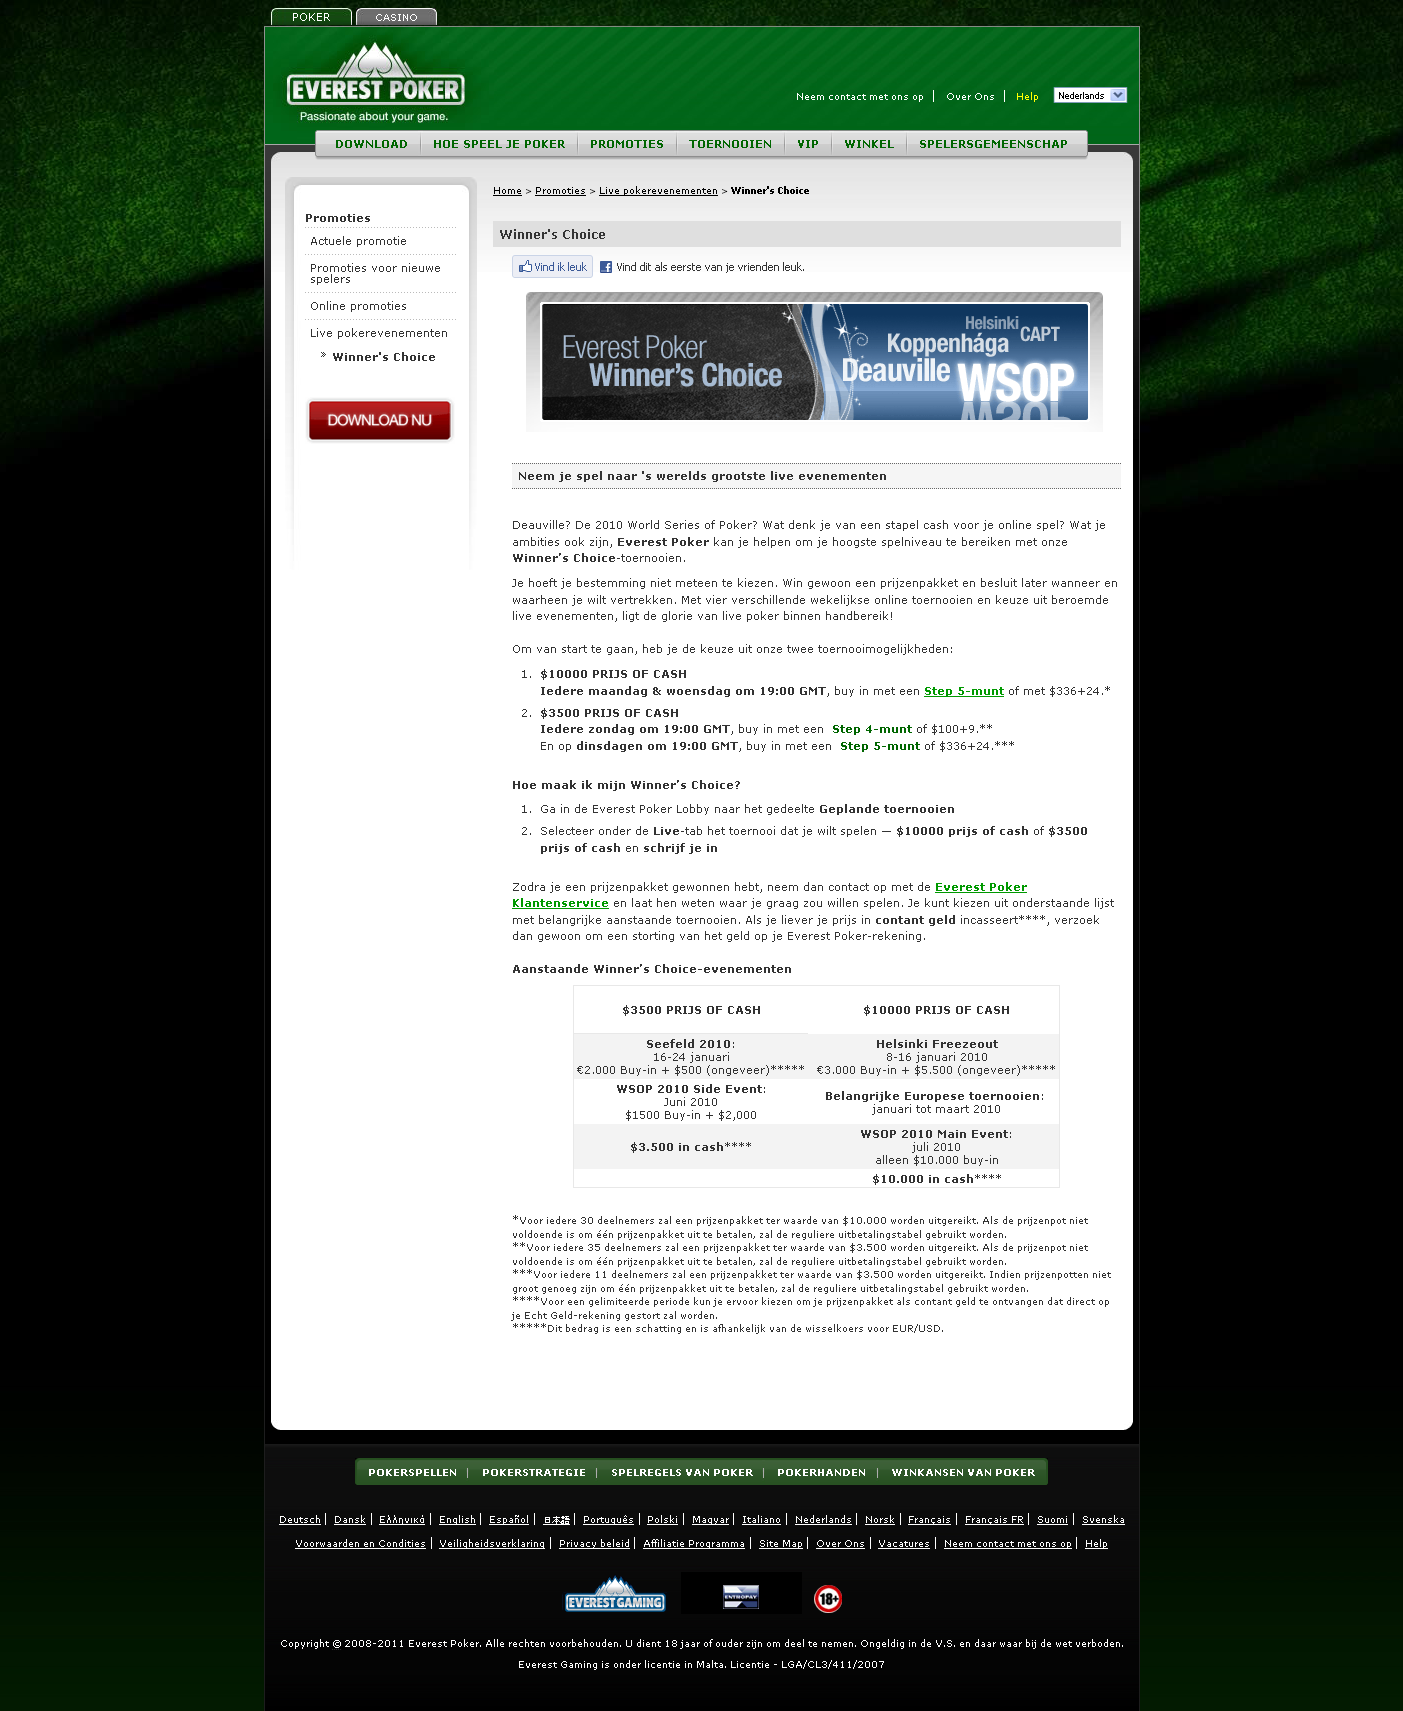 POKER
CASINO
EVEREST POKER
Passionate about your game.
Neem contact met ons op | Over Ons | Help Nederlands
DOWNLOAD
HOE SPEEL JE POKER
PROMOTIES
TOERNOOIEN
VIP
WINKEL
SPELERSGEMEENSCHAP
Promoties
Actuele promotie
Promoties voor nieuwe
spelers
Online promoties
Live pokerevenementen
» Winner's Choice
DOWNLOAD NU
Home > Promoties > Live pokerevenementen > Winner's Choice
Winner's Choice
Vind ik leuk
Vind dit als eerste van je vrienden leuk.
Everest Poker
Winner's Choice
Helsinki
Koppenhága
CAPT
Deauville
WSOP
Neem je spel naar 's werelds grootste live evenementen
Deauville? De 2010 World Series of Poker? Wat denk je van een stapel cash voor je online spel? Wat je
ambities ook zijn, Everest Poker kan je helpen om je hoogste spelniveau te bereiken met onze
Winner's Choice-toernooien.
Je hoeft je bestemming niet meteen te kiezen. Win gewoon een prijzenpakket en besluit later wanneer en
waarheen je wilt vertrekken. Met vier verschillende wekelijkse online toernooien en keuze uit beroemde
live evenementen, ligt de glorie van live poker binnen handbereik!
Om van start te gaan, heb je de keuze uit onze twee toernooimogelijkheden:
1. $10000 PRIJS OF CASH
Iedere maandag & woensdag om 19:00 GMT, buy in met een Step 5-munt of met $336+24.*
2. $3500 PRIJS OF CASH
Iedere zondag om 19:00 GMT, buy in met een Step 4-munt of $100+9.**
En op dinsdagen om 19:00 GMT, buy in met een Step 5-munt of $336+24.***
Hoe maak ik mijn Winner's Choice?
1. Ga in de Everest Poker Lobby naar het gedeelte Geplande toernooien
2. Selecteer onder de Live-tab het toernooi dat je wilt spelen — $10000 prijs of cash of $3500
prijs of cash en schrijf je in
Zodra je een prijzenpakket gewonnen hebt, neem dan contact op met de Everest Poker
Klantenservice en laat hen weten waar je graag zou willen spelen. Je kunt kiezen uit onderstaande lijst
met belangrijke aanstaande toernooien. Als je liever je prijs in contant geld incasseert****, verzoek
dan gewoon om een storting van het geld op je Everest Poker-rekening.
Aanstaande Winner's Choice-evenementen
$3500 PRIJS OF CASH
$10000 PRIJS OF CASH
Seefeld 2010:
16-24 januari
€2.000 Buy-in + $500 (ongeveer)*****
Helsinki Freezeout
8-16 januari 2010
€3.000 Buy-in + $5.500 (ongeveer)*****
WSOP 2010 Side Event:
Juni 2010
$1500 Buy-in + $2,000
Belangrijke Europese toernooien:
januari tot maart 2010
$3.500 in cash****
WSOP 2010 Main Event:
juli 2010
alleen $10.000 buy-in
$10.000 in cash****
*Voor iedere 30 deelnemers zal een prijzenpakket ter waarde van $10.000 worden uitgereikt. Als de prijzenpot niet
voldoende is om één prijzenpakket uit te betalen, zal de reguliere uitbetalingstabel gebruikt worden.
**Voor iedere 35 deelnemers zal een prijzenpakket ter waarde van $3.500 worden uitgereikt. Als de prijzenpot niet
voldoende is om één prijzenpakket uit te betalen, zal de reguliere uitbetalingstabel gebruikt worden.
***Voor iedere 11 deelnemers zal een prijzenpakket ter waarde van $3.500 worden uitgereikt. Indien prijzenpotten niet
groot genoeg zijn om één prijzenpakket uit te betalen, zal de reguliere uitbetalingstabel gebruikt worden.
****Voor een gelimiteerde periode kun je ervoor kiezen om je prijzenpakket als contant geld te ontvangen dat direct op
je Echt Geld-rekening gestort zal worden.
*****Dit bedrag is een schatting en is afhankelijk van de wisselkoers voor EUR/USD.
POKERSPELLEN | POKERSTRATEGIE | SPELREGELS VAN POKER | POKERHANDEN | WINKANSEN VAN POKER
Deutsch | Dansk | Ελληνικά | English | Español | 日本語 | Português | Polski | Magyar | Italiano | Nederlands | Norsk | Français | Français FR | Suomi | Svenska
Voorwaarden en Condities | Veiligheidsverklaring | Privacy beleid | Affiliatie Programma | Site Map | Over Ons | Vacatures | Neem contact met ons op | Help
EVEREST GAMING
ENTROPAY
18+
Copyright © 2008-2011 Everest Poker. Alle rechten voorbehouden. U dient 18 jaar of ouder zijn om deel te nemen. Ongeldig in de V.S. en daar waar bij de wet verboden.
Everest Gaming is onder licentie in Malta. Licentie - LGA/CL3/411/2007